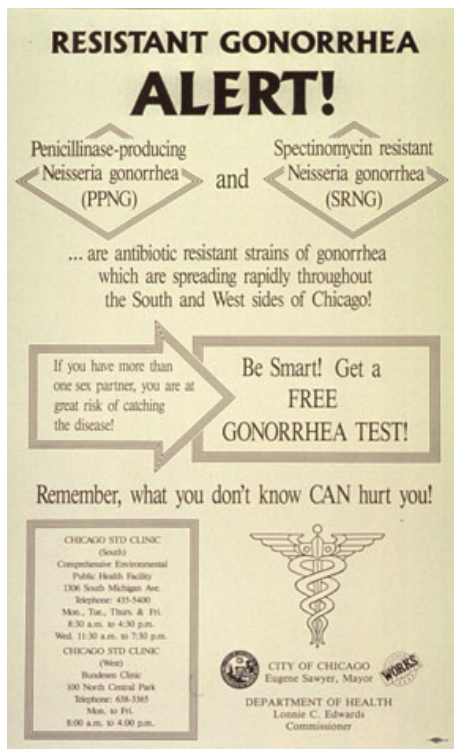 RESISTANT GONORRHEA
ALERT!
Penicillinase-producing
Neisseria gonorrhea
(PPNG)
and
Spectinomycin resistant
Neisseria gonorrhea
(SRNG)
... are antibiotic resistant strains of gonorrhea
which are spreading rapidly throughout
the South and West sides of Chicago!
If you have more than
one sex partner, you are at
great risk of catching
the disease!
Be Smart! Get a
FREE
GONORRHEA TEST!
Remember, what you don't know CAN hurt you!
CHICAGO STD CLINIC
(South)
Comprehensive Environmental
Public Health Facility
1306 South Michigan Ave.
Telephone: 435-5400
Mon., Tue., Thurs. & Fri.
8:30 a.m. to 4:30 p.m.
Wed. 11:30 a.m. to 7:30 p.m.
CHICAGO STD CLINIC
(West)
Bundesen Clinic
100 North Central Park
Telephone: 638-5365
Mon. to Fri.
8:00 a.m. to 4:00 p.m.
CITY OF CHICAGO
Eugene Sawyer, Mayor
WORKS
DEPARTMENT OF HEALTH
Lonnie C. Edwards
Commissioner